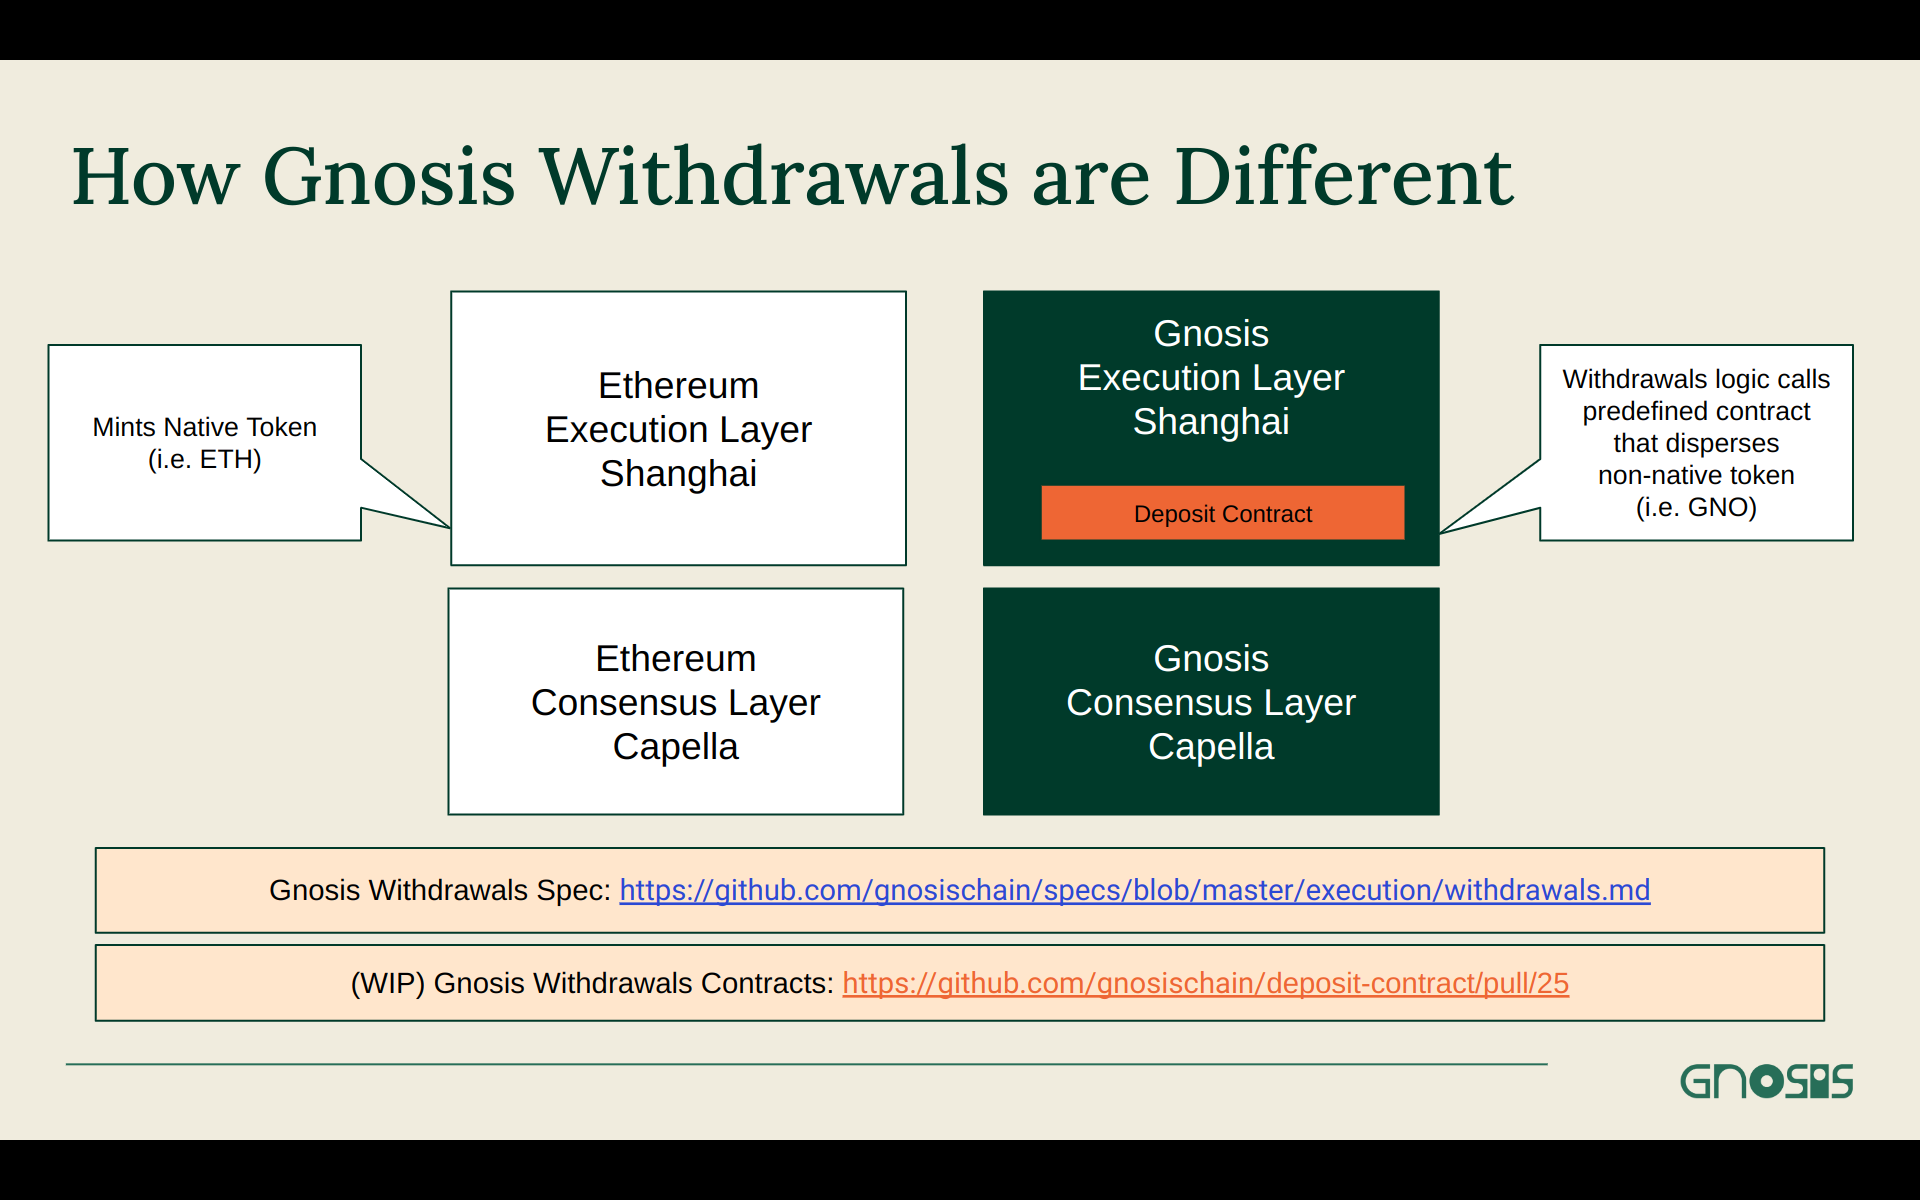 How Gnosis Withdrawals are Different
Mints Native Token
(i.e. ETH)
Ethereum
Execution Layer
Shanghai
Gnosis
Execution Layer
Shanghai
Deposit Contract
Withdrawals logic calls
predefined contract
that disperses
non-native token
(i.e. GNO)
Ethereum
Consensus Layer
Capella
Gnosis
Consensus Layer
Capella
Gnosis Withdrawals Spec: https://github.com/gnosischain/specs/blob/master/execution/withdrawals.md
(WIP) Gnosis Withdrawals Contracts: https://github.com/gnosischain/deposit-contract/pull/25
GNOSIS